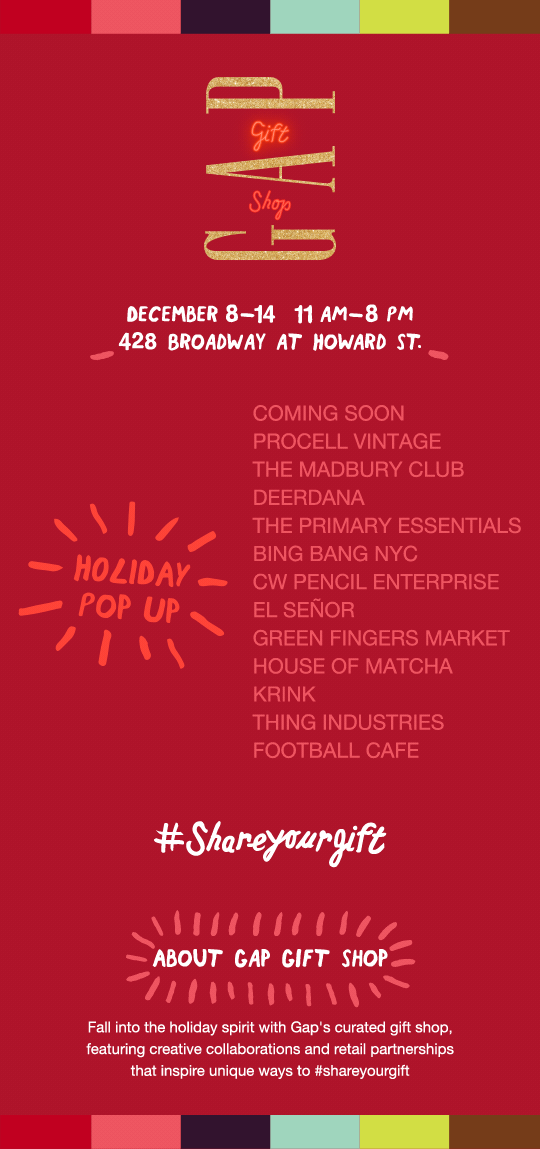 GAP
Gift
Shop
DECEMBER 8–14 11 AM–8 PM
428 BROADWAY AT HOWARD ST.
HOLIDAY
POP UP
COMING SOON
PROCELL VINTAGE
THE MADBURY CLUB
DEERDANA
THE PRIMARY ESSENTIALS
BING BANG NYC
CW PENCIL ENTERPRISE
EL SEÑOR
GREEN FINGERS MARKET
HOUSE OF MATCHA
KRINK
THING INDUSTRIES
FOOTBALL CAFE
#Shareyourgift
ABOUT GAP GIFT SHOP
Fall into the holiday spirit with Gap's curated gift shop,
featuring creative collaborations and retail partnerships
that inspire unique ways to #shareyourgift